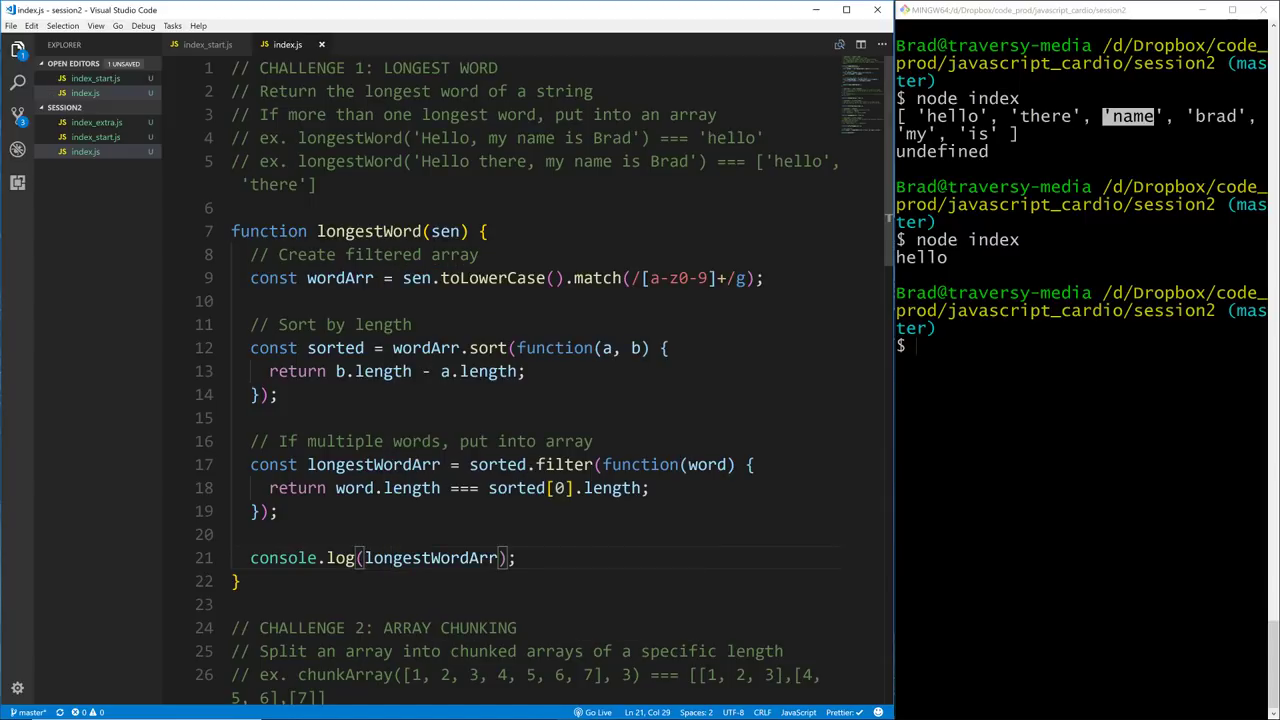 index.js - session2 - Visual Studio Code
File Edit Selection View Go Debug Tasks Help
EXPLORER
OPEN EDITORS 1 UNSAVED
index_start.js U
index.js U
SESSION2
index_extra.js U
index_start.js U
index.js U
index_start.js index.js
1 // CHALLENGE 1: LONGEST WORD
2 // Return the longest word of a string
3 // If more than one longest word, put into an array
4 // ex. longestWord('Hello, my name is Brad') === 'hello'
5 // ex. longestWord('Hello there, my name is Brad') === ['hello',
'there']
6
7 function longestWord(sen) {
8 // Create filtered array
9 const wordArr = sen.toLowerCase().match(/[a-z0-9]+/g);
10
11 // Sort by length
12 const sorted = wordArr.sort(function(a, b) {
13 return b.length - a.length;
14 });
15
16 // If multiple words, put into array
17 const longestWordArr = sorted.filter(function(word) {
18 return word.length === sorted[0].length;
19 });
20
21 console.log(longestWordArr);
22 }
23
24 // CHALLENGE 2: ARRAY CHUNKING
25 // Split an array into chunked arrays of a specific length
26 // ex. chunkArray([1, 2, 3, 4, 5, 6, 7], 3) === [[1, 2, 3],[4,
5, 6],[7]]
master* 0 0 Go Live Ln 21, Col 29 Spaces: 2 UTF-8 CRLF JavaScript Prettier: ✓
MINGW64:/d/Dropbox/code_prod/javascript_cardio/session2
Brad@traversy-media /d/Dropbox/code_
prod/javascript_cardio/session2 (mas
ter)
$ node index
[ 'hello', 'there', 'name', 'brad',
'my', 'is' ]
undefined
Brad@traversy-media /d/Dropbox/code_
prod/javascript_cardio/session2 (mas
ter)
$ node index
hello
Brad@traversy-media /d/Dropbox/code_
prod/javascript_cardio/session2 (mas
ter)
$